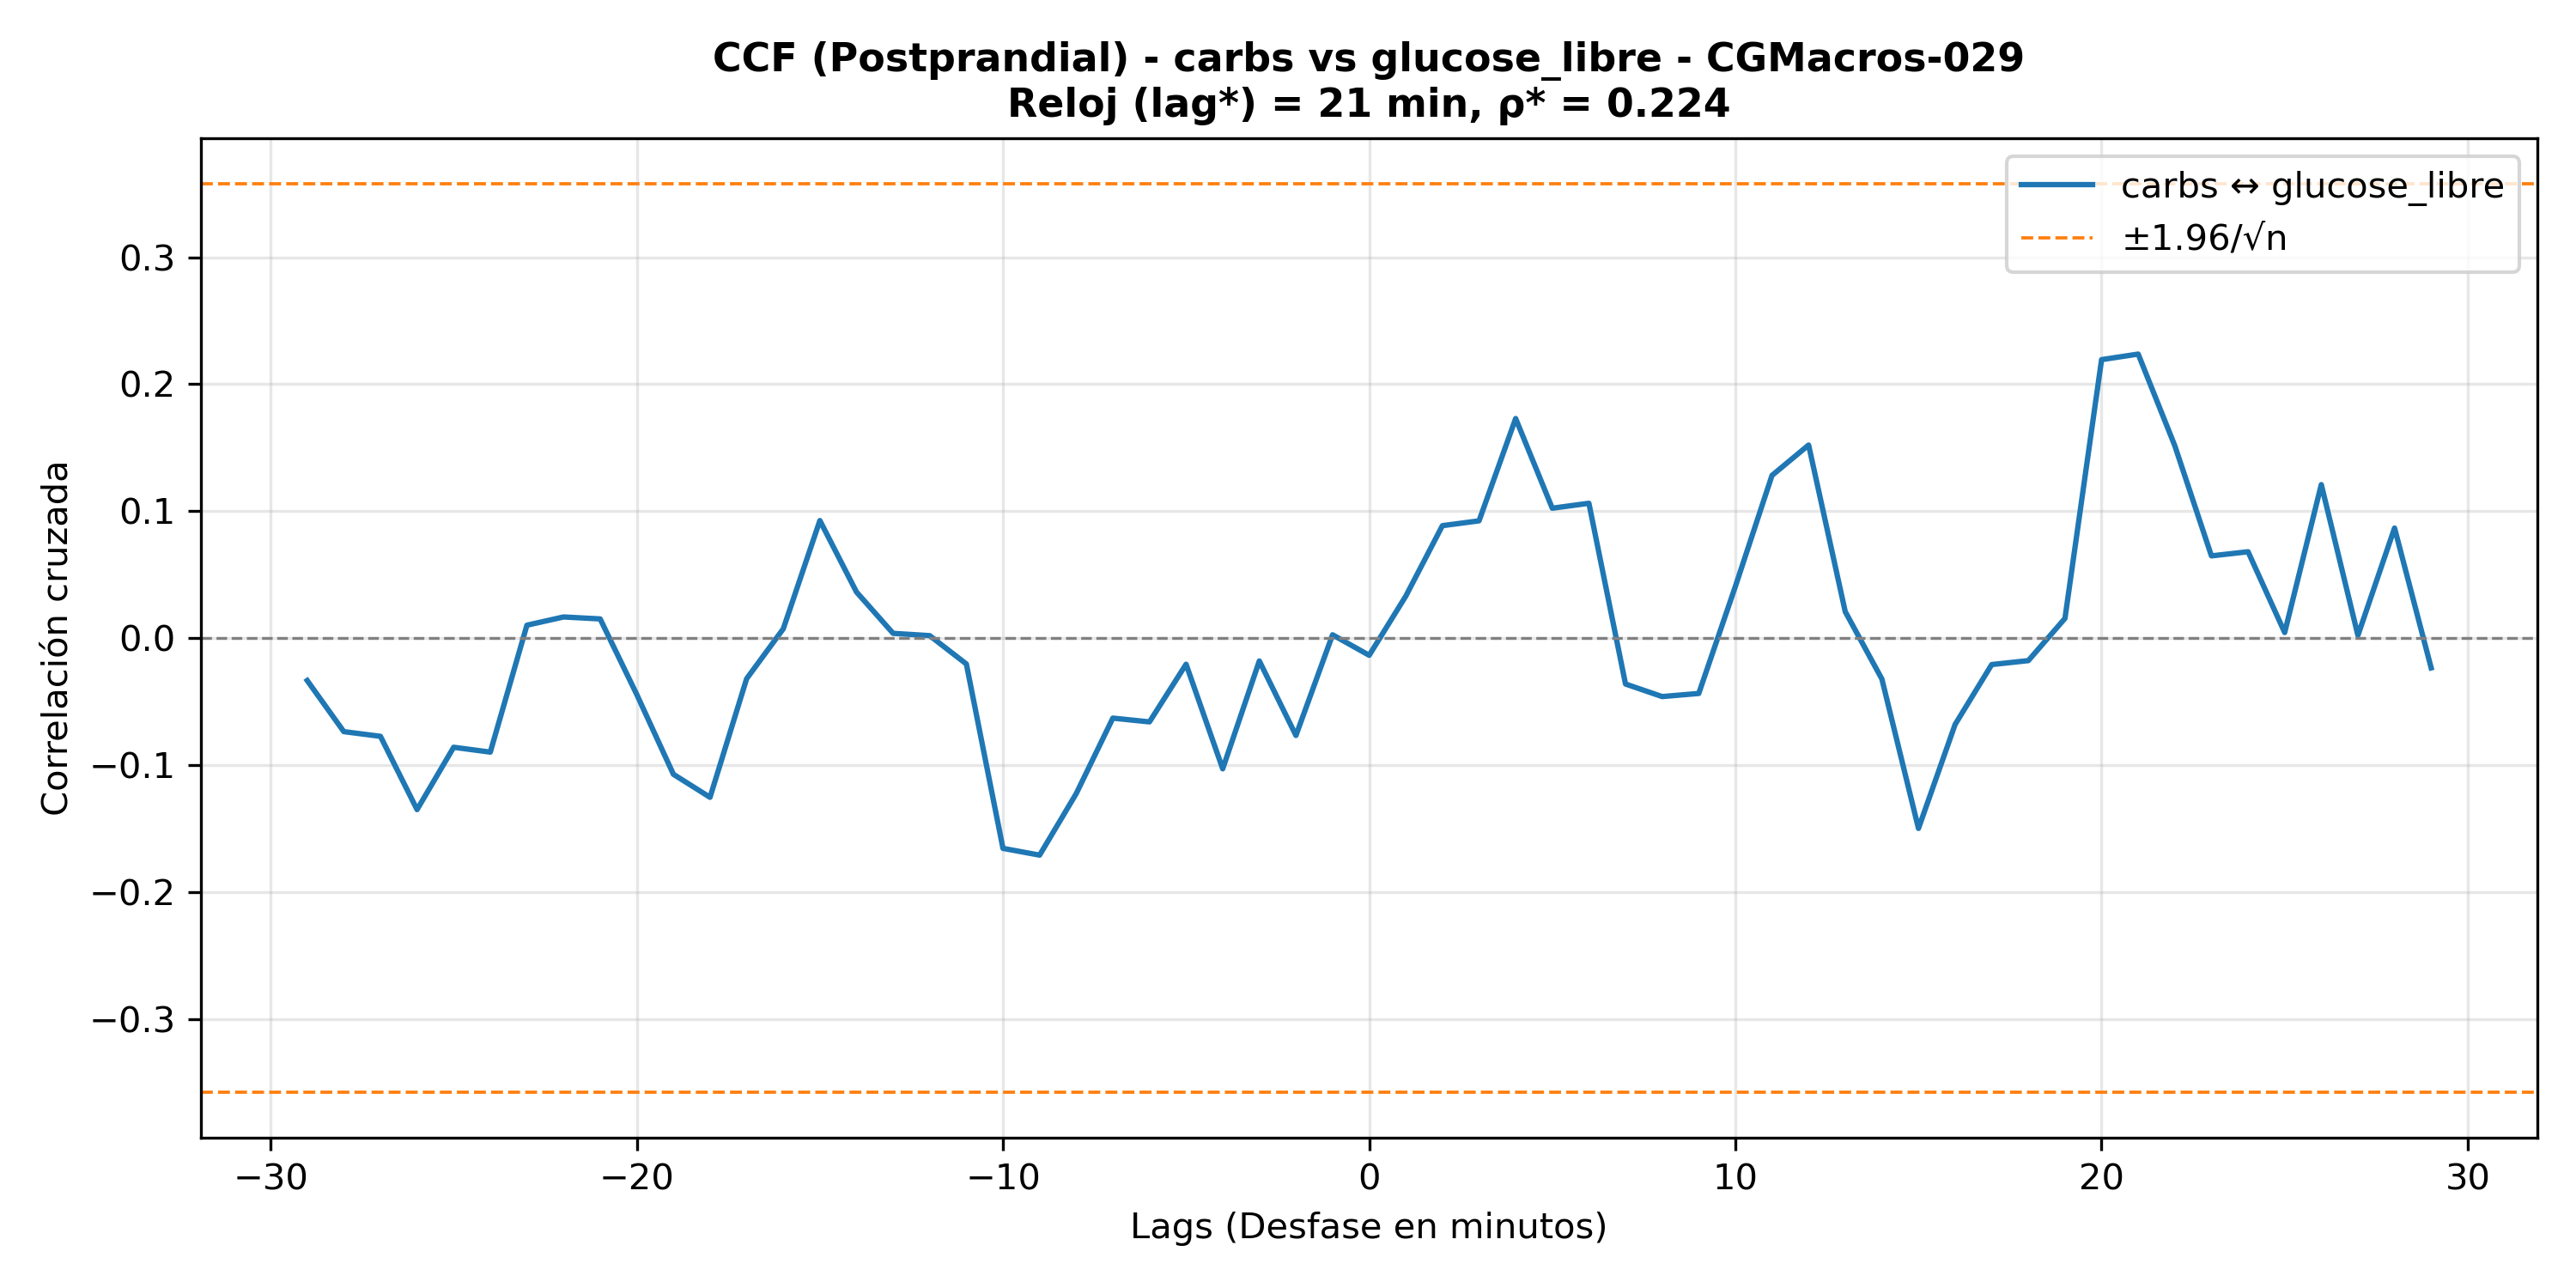 CCF (Postprandial) - carbs vs glucose_libre - CGMacros-029
Reloj (lag*) = 21 min, ρ* = 0.224
carbs ↔ glucose_libre
±1.96/√n
Correlación cruzada
0.3
0.2
0.1
0.0
−0.1
−0.2
−0.3
−30
−20
−10
0
10
20
30
Lags (Desfase en minutos)